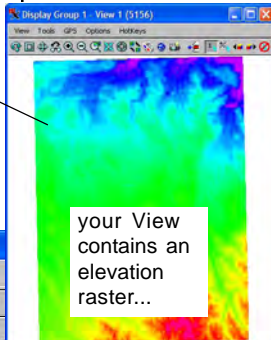 Display Group 1 - View 1 (5156)
View Tools GPS Options HotKeys
your View
contains an
elevation
raster...